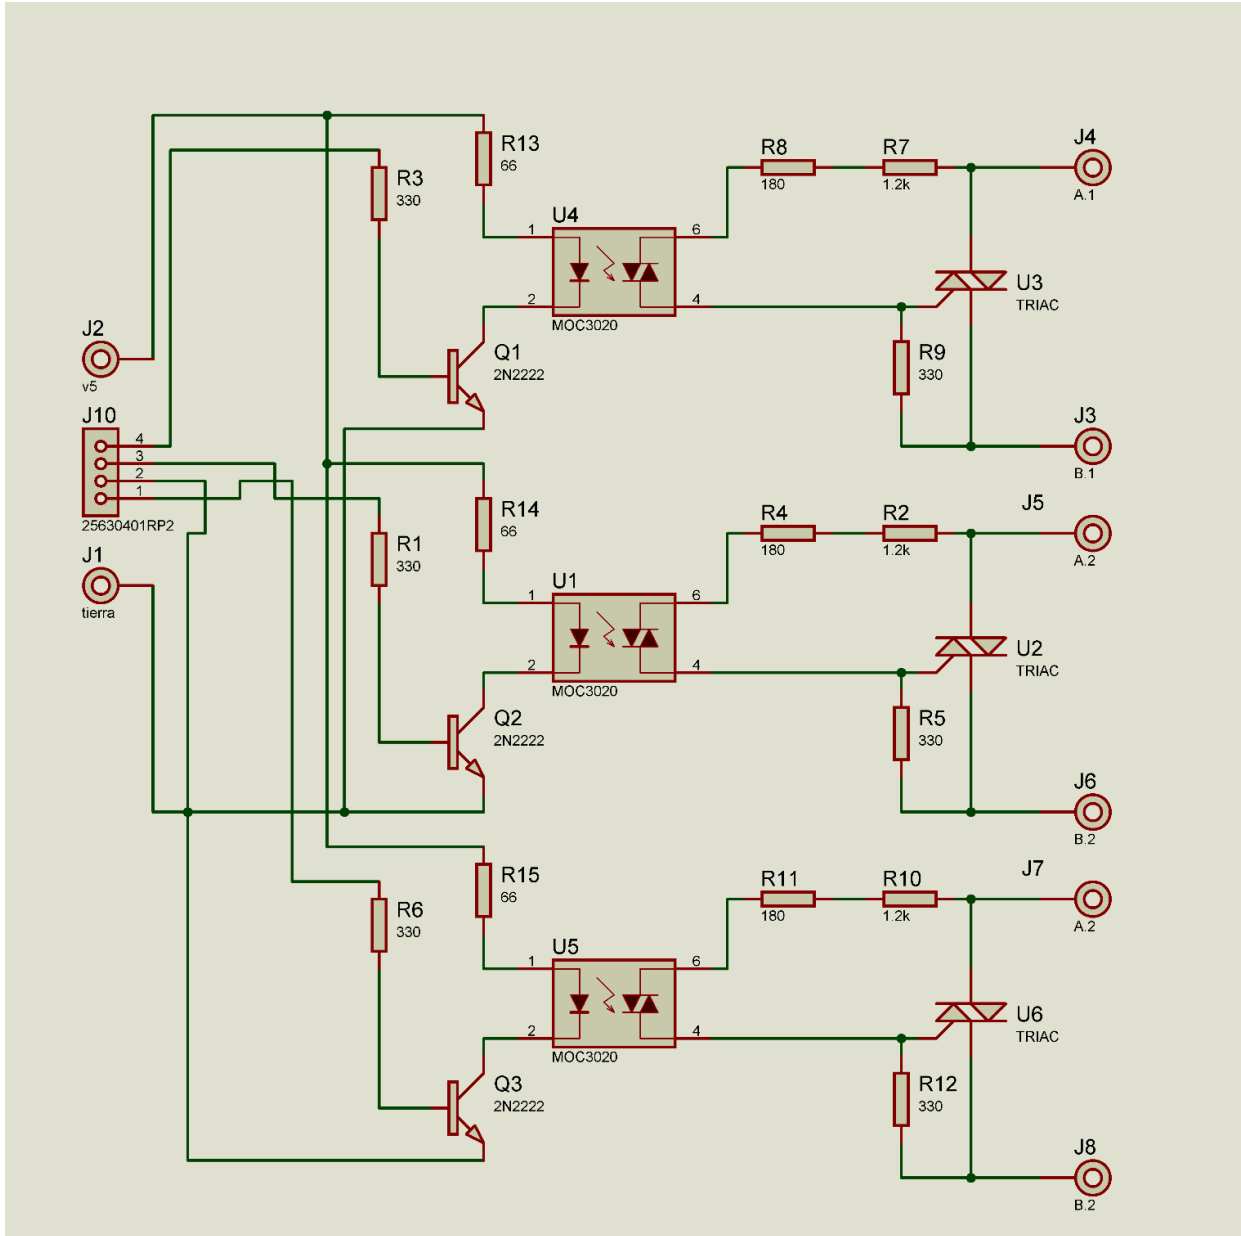 J2
v5
J10
4
3
2
1
25630401RP2
J1
tierra
R13
66
R3
330
U4
1
2
6
4
MOC3020
Q1
2N2222
R8
180
R7
1.2k
J4
A.1
U3
TRIAC
R9
330
J3
B.1
R14
66
R1
330
U1
1
2
6
4
MOC3020
Q2
2N2222
R4
180
R2
1.2k
J5
A.2
U2
TRIAC
R5
330
J6
B.2
R15
66
R6
330
U5
1
2
6
4
MOC3020
Q3
2N2222
R11
180
R10
1.2k
J7
A.2
U6
TRIAC
R12
330
J8
B.2